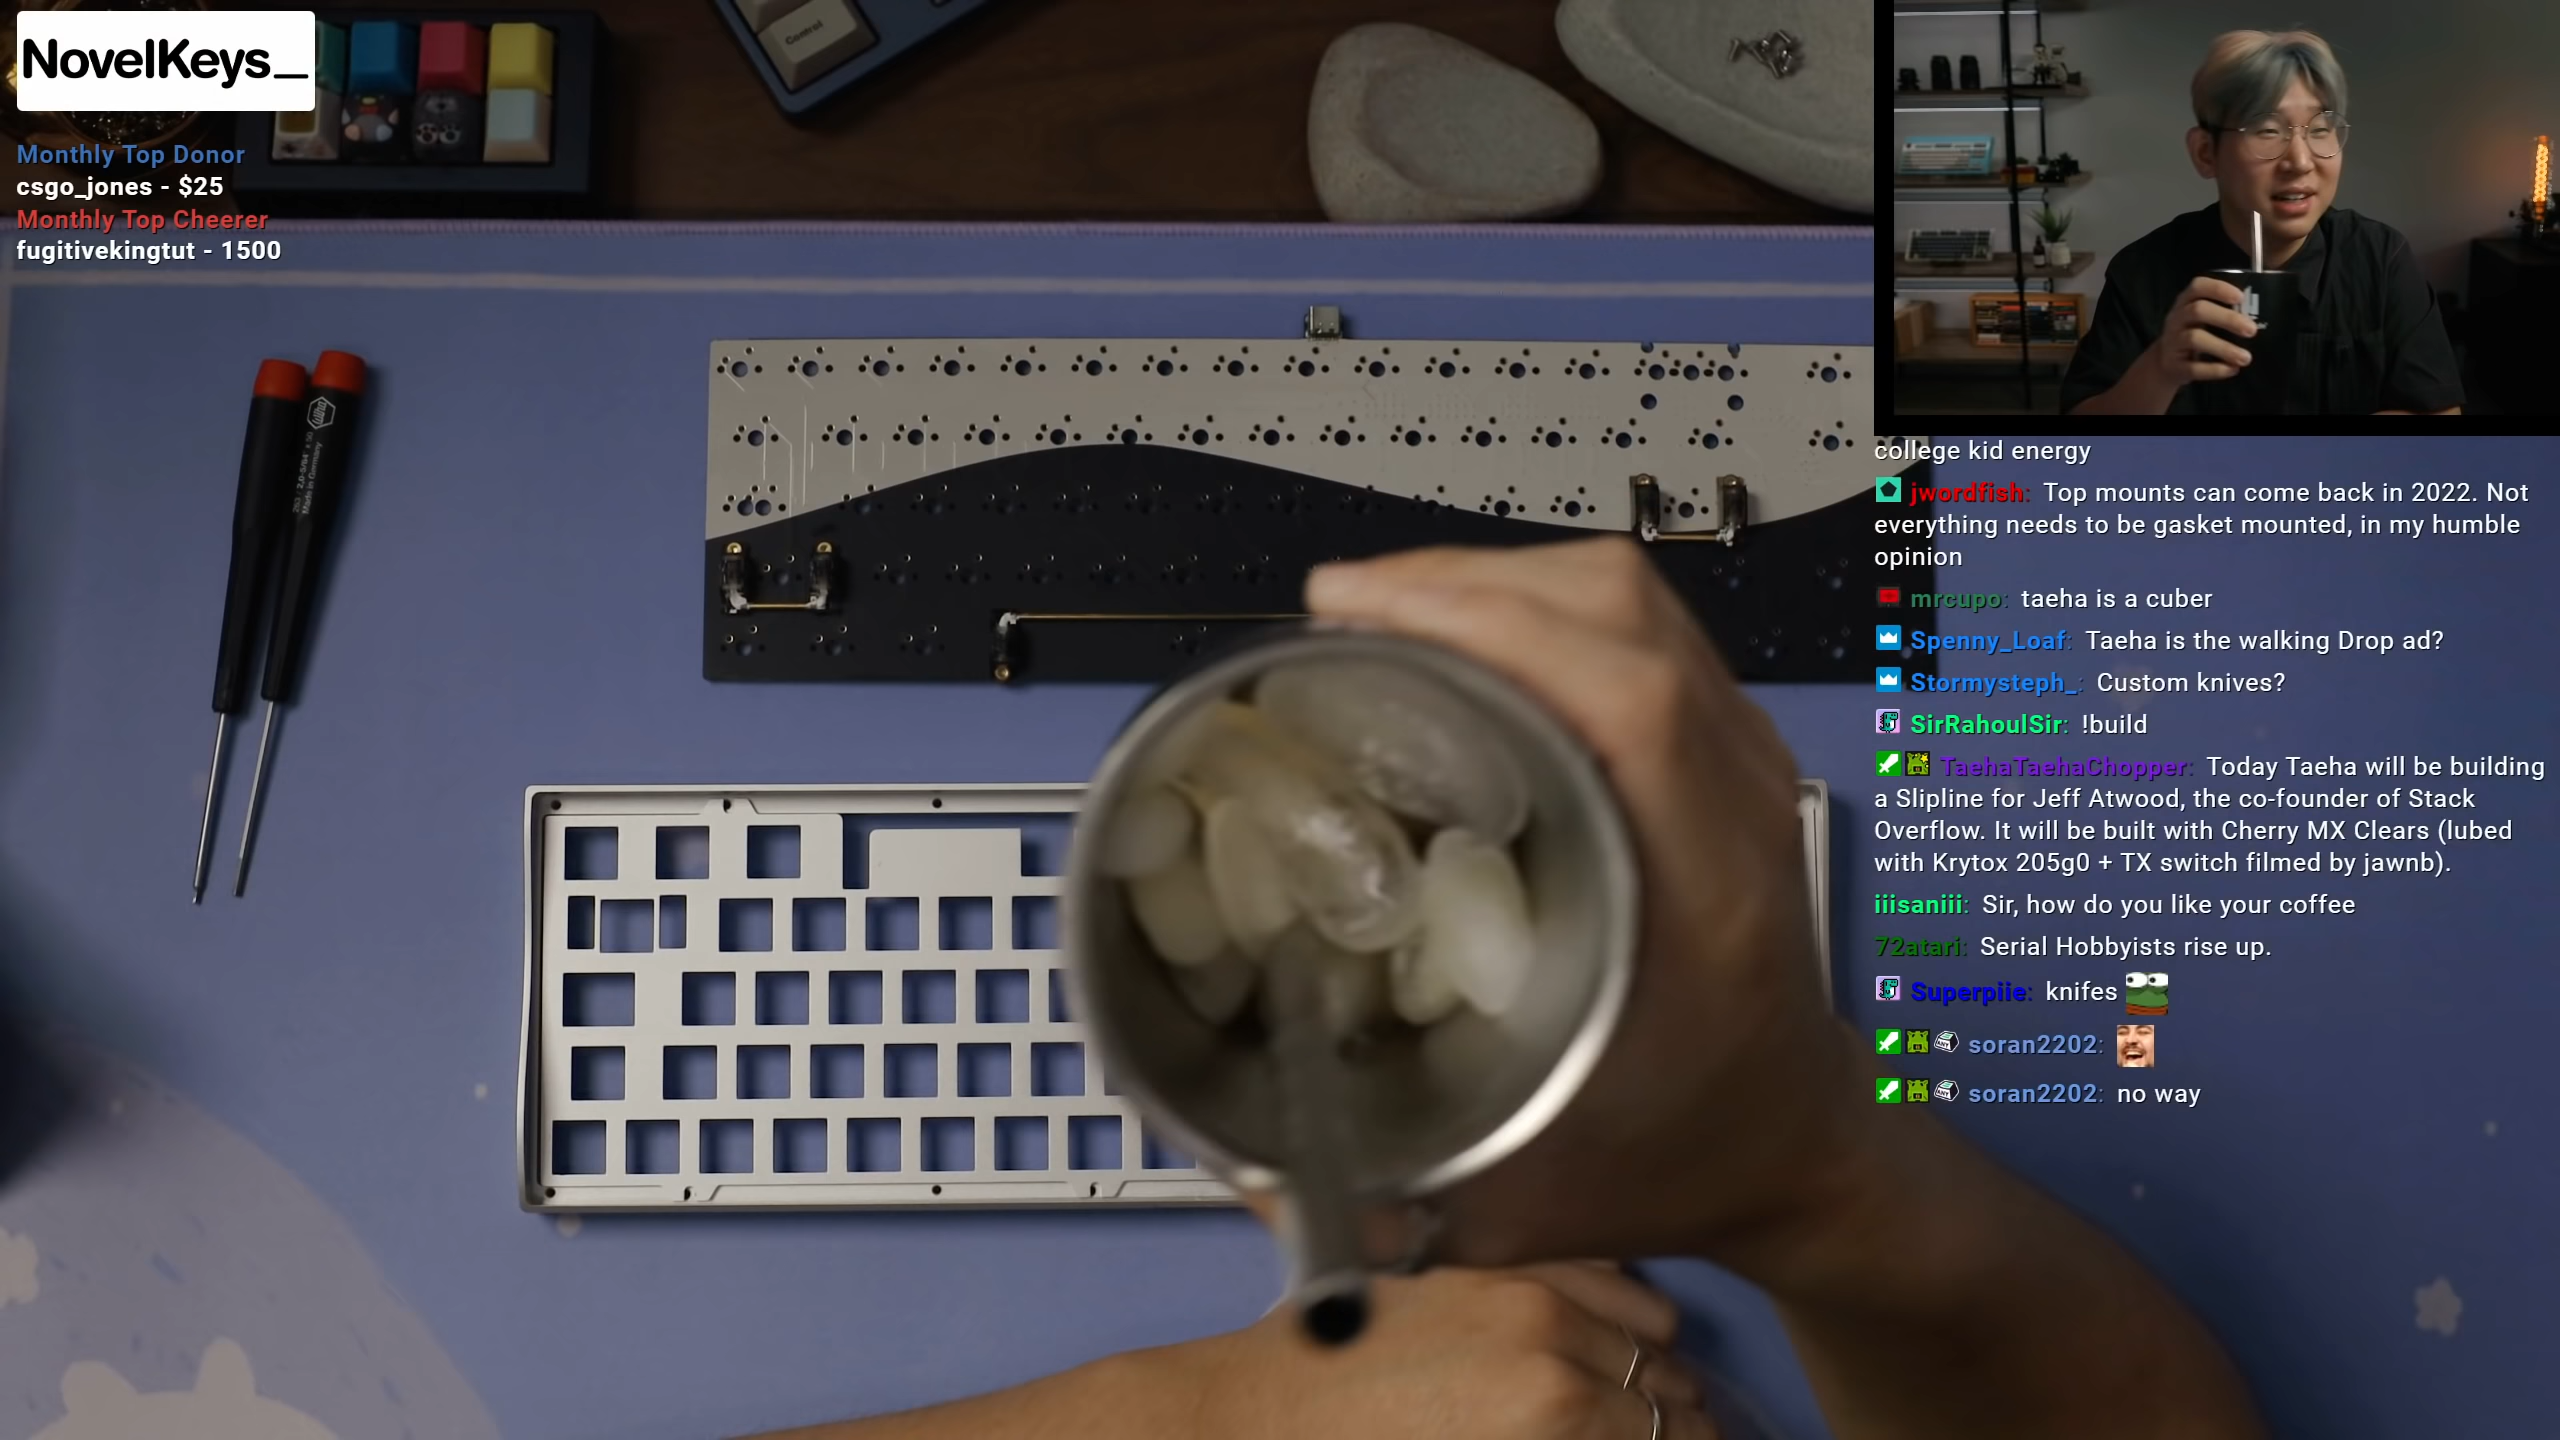 NovelKeys_
Monthly Top Donor
csgo_jones - $25
Monthly Top Cheerer
fugitivekingtut - 1500
Control
Wiha
Made in Germany
college kid energy
jwordfish: Top mounts can come back in 2022. Not
everything needs to be gasket mounted, in my humble
opinion
mrcupo: taeha is a cuber
Spenny_Loaf: Taeha is the walking Drop ad?
Stormysteph_: Custom knives?
SirRahoulSir: !build
TaehaTaehaChopper: Today Taeha will be building
a Slipline for Jeff Atwood, the co-founder of Stack
Overflow. It will be built with Cherry MX Clears (lubed
with Krytox 205g0 + TX switch filmed by jawnb).
iiisaniii: Sir, how do you like your coffee
72atari: Serial Hobbyists rise up.
Superpiie: knifes
soran2202:
soran2202: no way